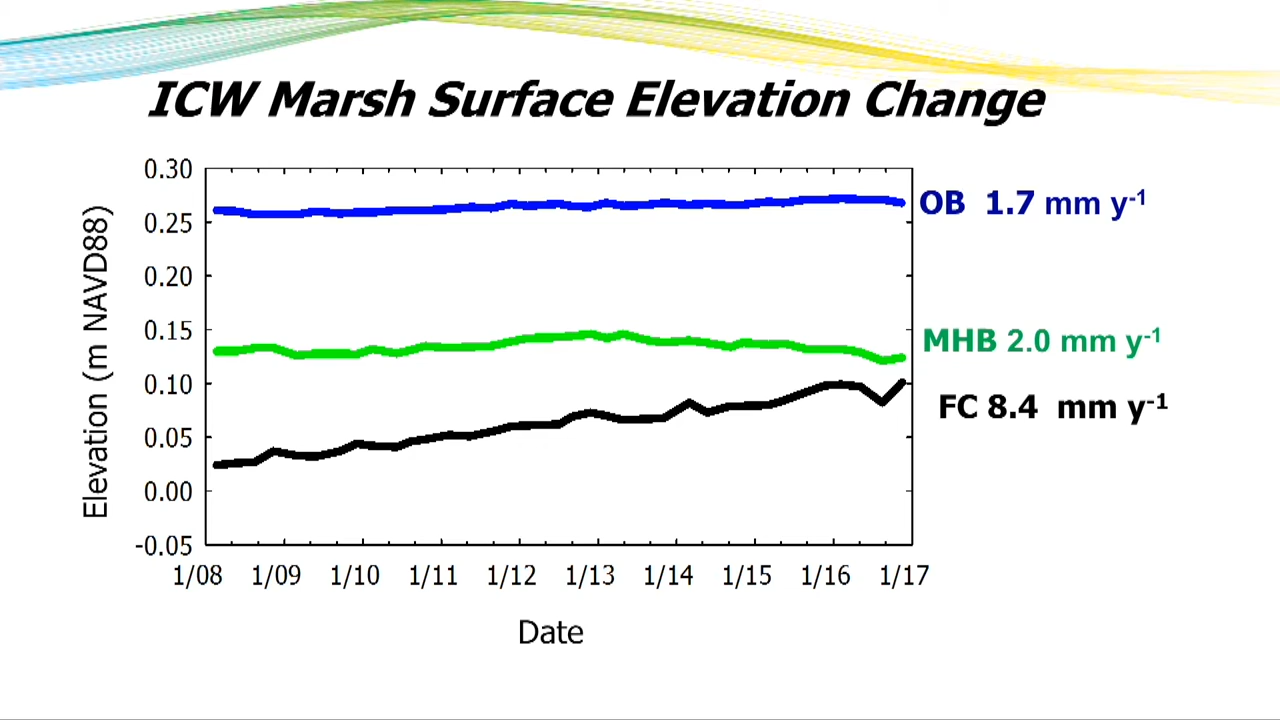 ICW Marsh Surface Elevation Change
Elevation (m NAVD88)
0.30
0.25
0.20
0.15
0.10
0.05
0.00
-0.05
1/08 1/09 1/10 1/11 1/12 1/13 1/14 1/15 1/16 1/17
Date
OB 1.7 mm y-1
MHB 2.0 mm y-1
FC 8.4 mm y-1